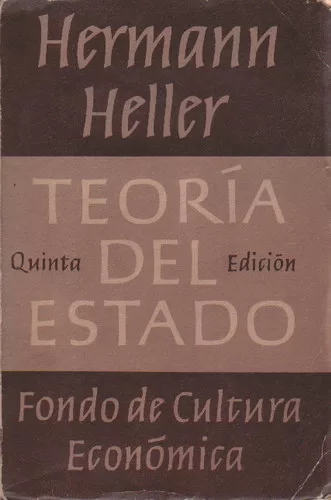 Hermann
Heller
TEORÍA
Quinta DEL Edición
ESTADO
Fondo de Cultura
Económica